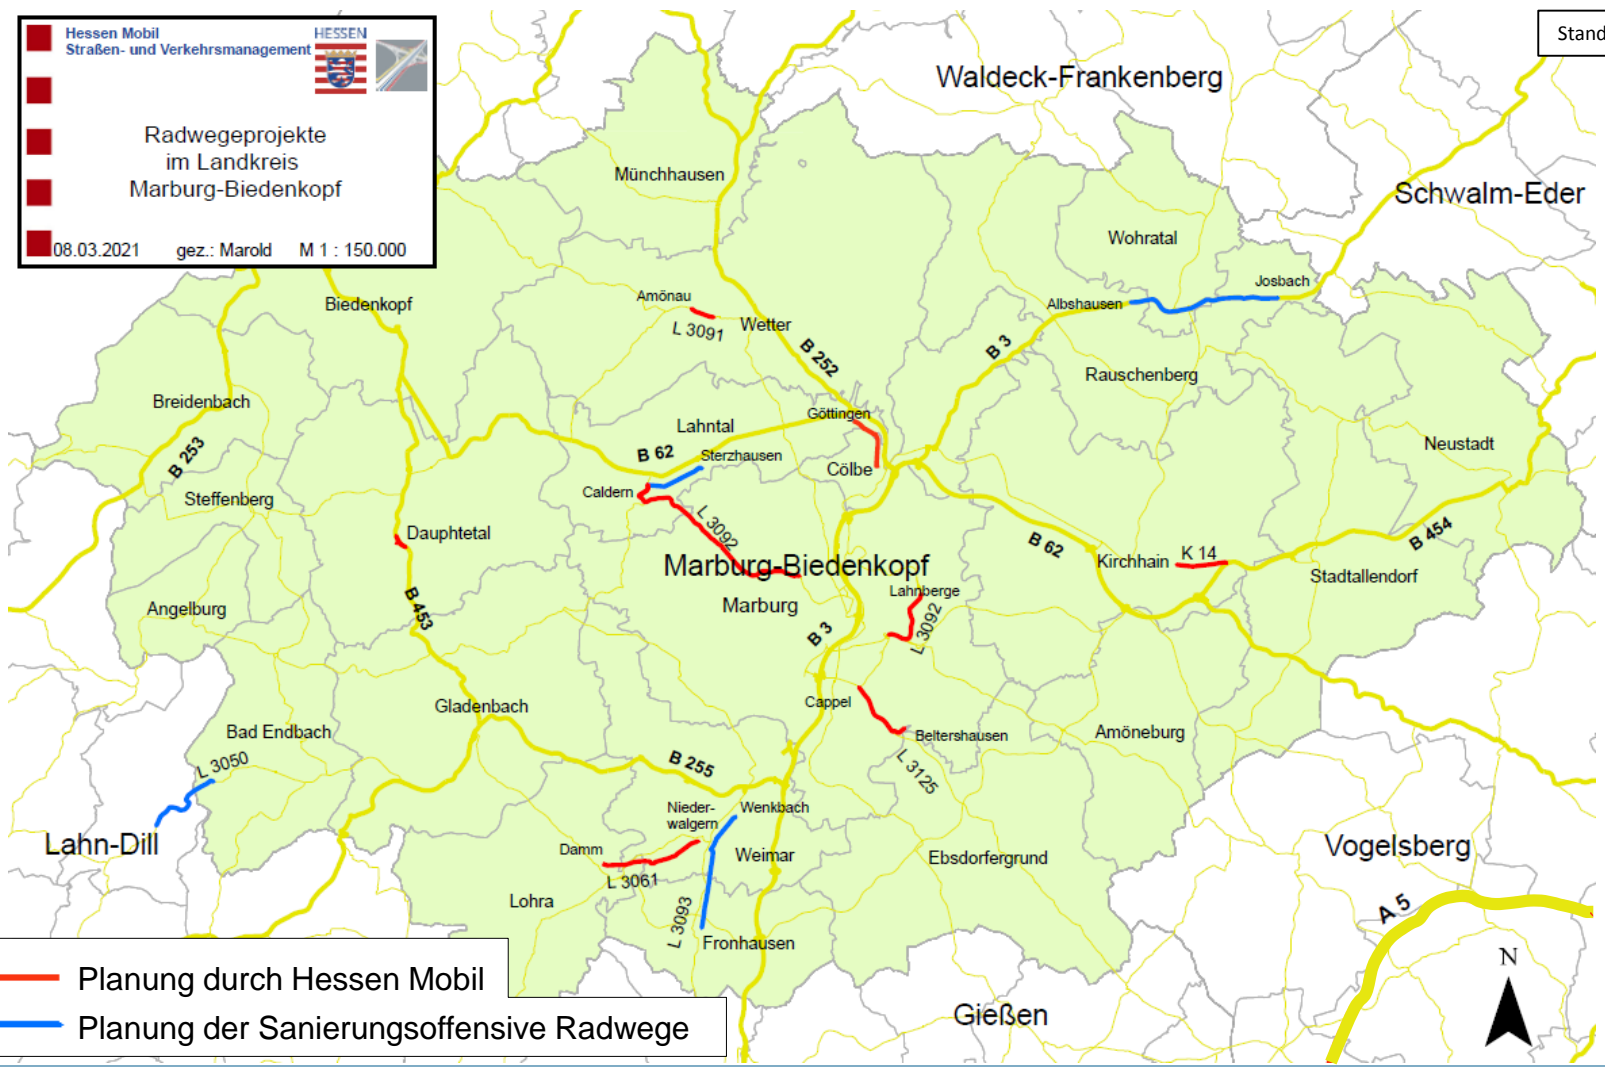 Hessen Mobil
Straßen- und Verkehrsmanagement
HESSEN
Radwegeprojekte
im Landkreis
Marburg-Biedenkopf
08.03.2021 gez.: Marold M 1 : 150.000
Stand
Waldeck-Frankenberg
Schwalm-Eder
Münchhausen
Wohratal
Josbach
Albshausen
Biedenkopf
Amönau
L 3091
Wetter
B 252
B 3
Rauschenberg
Breidenbach
B 253
Göttingen
Lahntal
B 62
Sterzhausen
Cölbe
Neustadt
Caldern
Steffenberg
L 3092
Dauphtetal
B 62
Kirchhain
K 14
B 454
Stadtallendorf
Marburg-Biedenkopf
Marburg
Lahnberge
L 3092
Angelburg
B 453
B 3
Cappel
Gladenbach
Bad Endbach
Beltershausen
Amöneburg
L 3050
B 255
L 3125
Nieder-
walgern
Wenkbach
Lahn-Dill
Damm
Weimar
Ebsdorfergrund
Vogelsberg
L 3061
Lohra
L 3093
Fronhausen
A 5
Gießen
N
Planung durch Hessen Mobil
Planung der Sanierungsoffensive Radwege